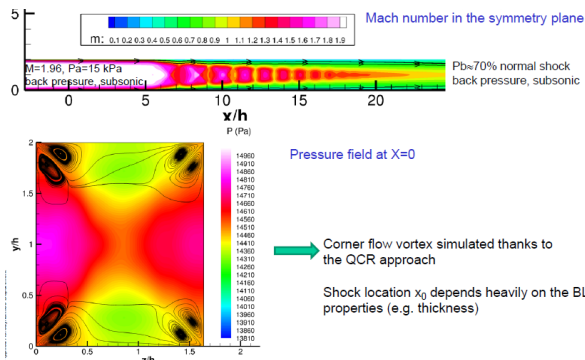 Mach number in the symmetry plane
m:
0.1 0.2 0.3 0.4 0.5 0.6 0.7 0.8 0.9 1 1.1 1.2 1.3 1.4 1.5 1.6 1.7 1.8 1.9
5
0
M=1.96, Pa=15 kPa
back pressure, subsonic
Pb≈70% normal shock
back pressure, subsonic
0 5 10 15 20
x/h
P (Pa)
Pressure field at X=0
2
1.5
1
0.5
0
y/h
0 0.5 1 1.5
z/h
14960
14910
14860
14810
14760
14710
14660
14610
14560
14510
14460
14410
14360
14310
14260
14210
14160
14110
14060
14010
13960
13910
13860
13810
Corner flow vortex simulated thanks to
the QCR approach
Shock location x0 depends heavily on the BL
properties (e.g. thickness)